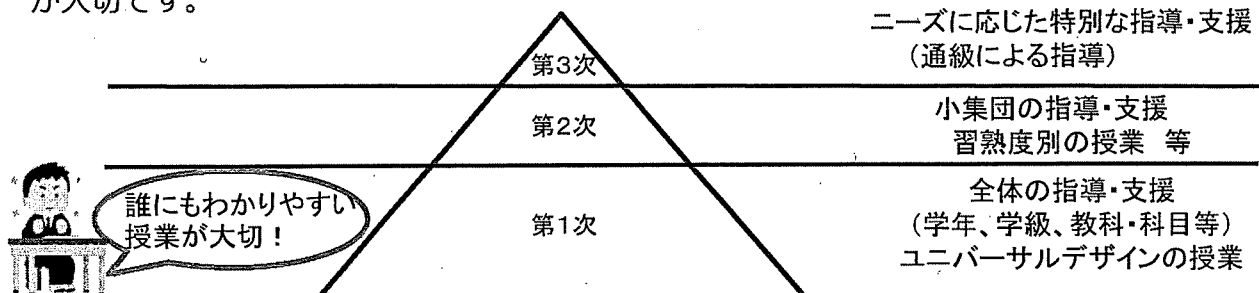 が大切です。
ニーズに応じた特別な指導・支援
(通級による指導)
第3次
小集団の指導・支援
習熟度別の授業 等
第2次
全体の指導・支援
(学年、学級、教科・科目等)
ユニバーサルデザインの授業
第1次
誰にもわかりやすい
授業が大切！